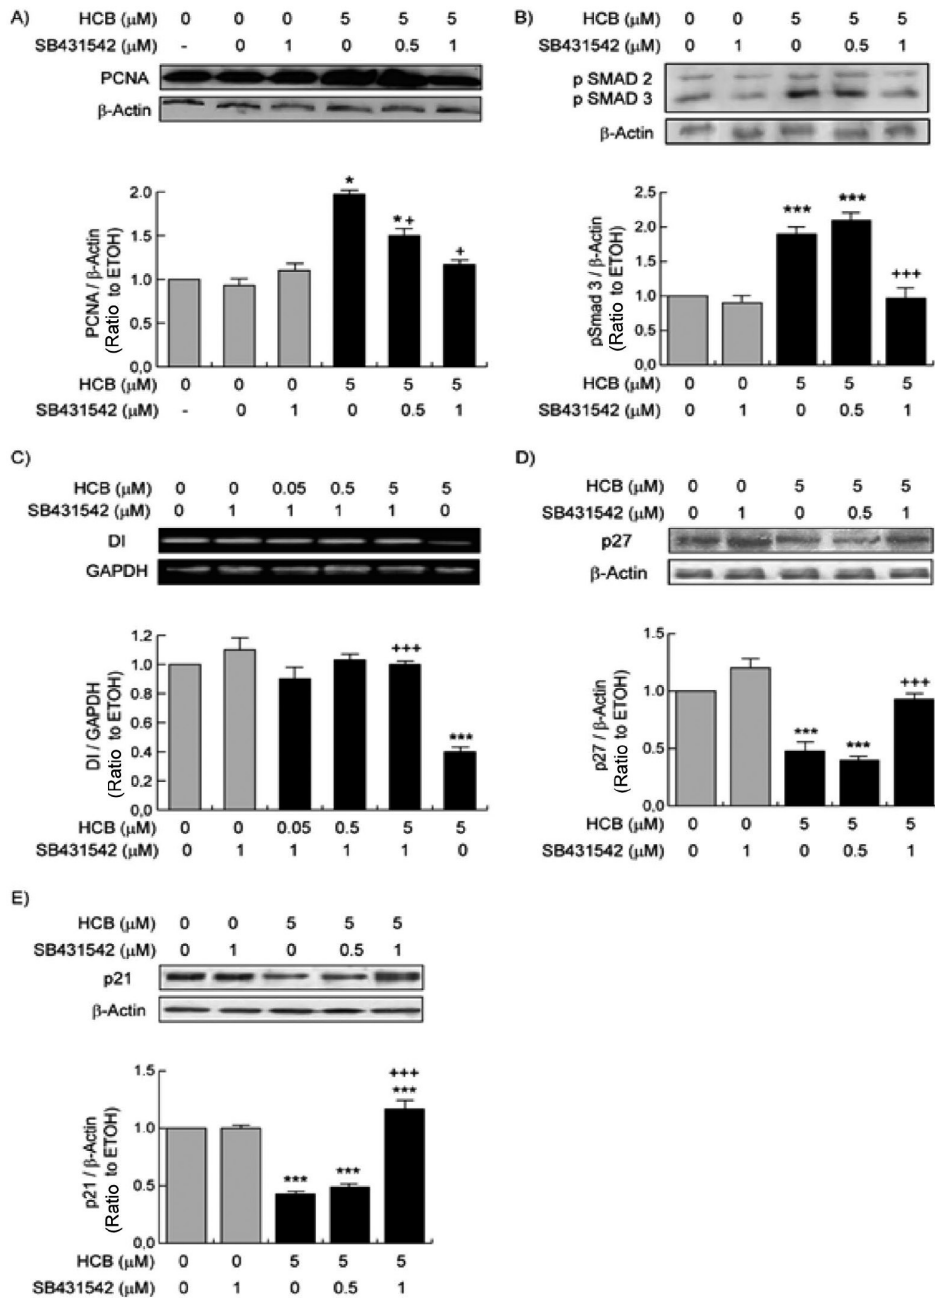 A)
HCB (μM) 0 0 0 5 5 5
SB431542 (μM) - 0 1 0 0.5 1
PCNA
β-Actin
2.0
1.5
1.0
0.5
0,0
PCNA / β-Actin
(Ratio to ETOH)
*
* +
+
HCB (μM) 0 0 0 5 5 5
SB431542 (μM) - 0 1 0 0.5 1
B)
HCB (μM) 0 0 5 5 5
SB431542 (μM) 0 1 0 0.5 1
p SMAD 2
p SMAD 3
β-Actin
2.5
2.0
1.5
1.0
0.5
0,0
pSmad 3 / β-Actin
(Ratio to ETOH)
***
***
+++
HCB (μM) 0 0 5 5 5
SB431542 (μM) 0 1 0 0.5 1
C)
HCB (μM) 0 0 0.05 0.5 5 5
SB431542 (μM) 0 1 1 1 1 0
DI
GAPDH
1.2
1.0
0.8
0.6
0.4
0.2
0,0
DI / GAPDH
(Ratio to ETOH)
+++
***
HCB (μM) 0 0 0.05 0.5 5 5
SB431542 (μM) 0 1 1 1 1 0
D)
HCB (μM) 0 0 5 5 5
SB431542 (μM) 0 1 0 0.5 1
p27
β-Actin
1.5
1.0
0.5
0.0
p27 / β-Actin
(Ratio to ETOH)
***
***
+++
HCB (μM) 0 0 5 5 5
SB431542 (μM) 0 1 0 0.5 1
E)
HCB (μM) 0 0 5 5 5
SB431542 (μM) 0 1 0 0.5 1
p21
β-Actin
1.5
1.0
0.5
0.0
p21 / β-Actin
(Ratio to ETOH)
***
***
+++
***
HCB (μM) 0 0 5 5 5
SB431542 (μM) 0 1 0 0.5 1